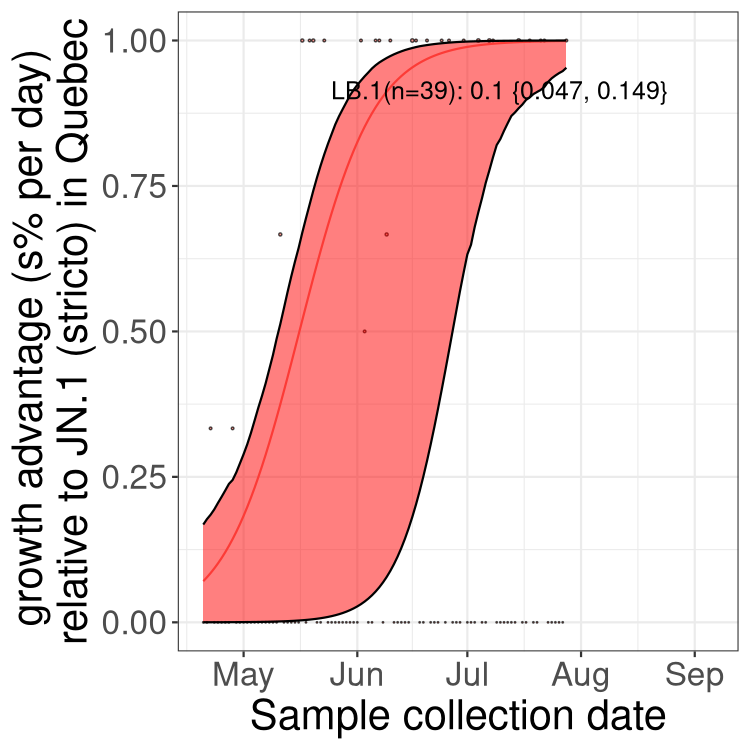 growth advantage (s% per day)
relative to JN.1 (stricto) in Quebec
1.00
0.75
0.50
0.25
0.00
LB.1(n=39): 0.1 {0.047, 0.149}
May Jun Jul Aug Sep
Sample collection date